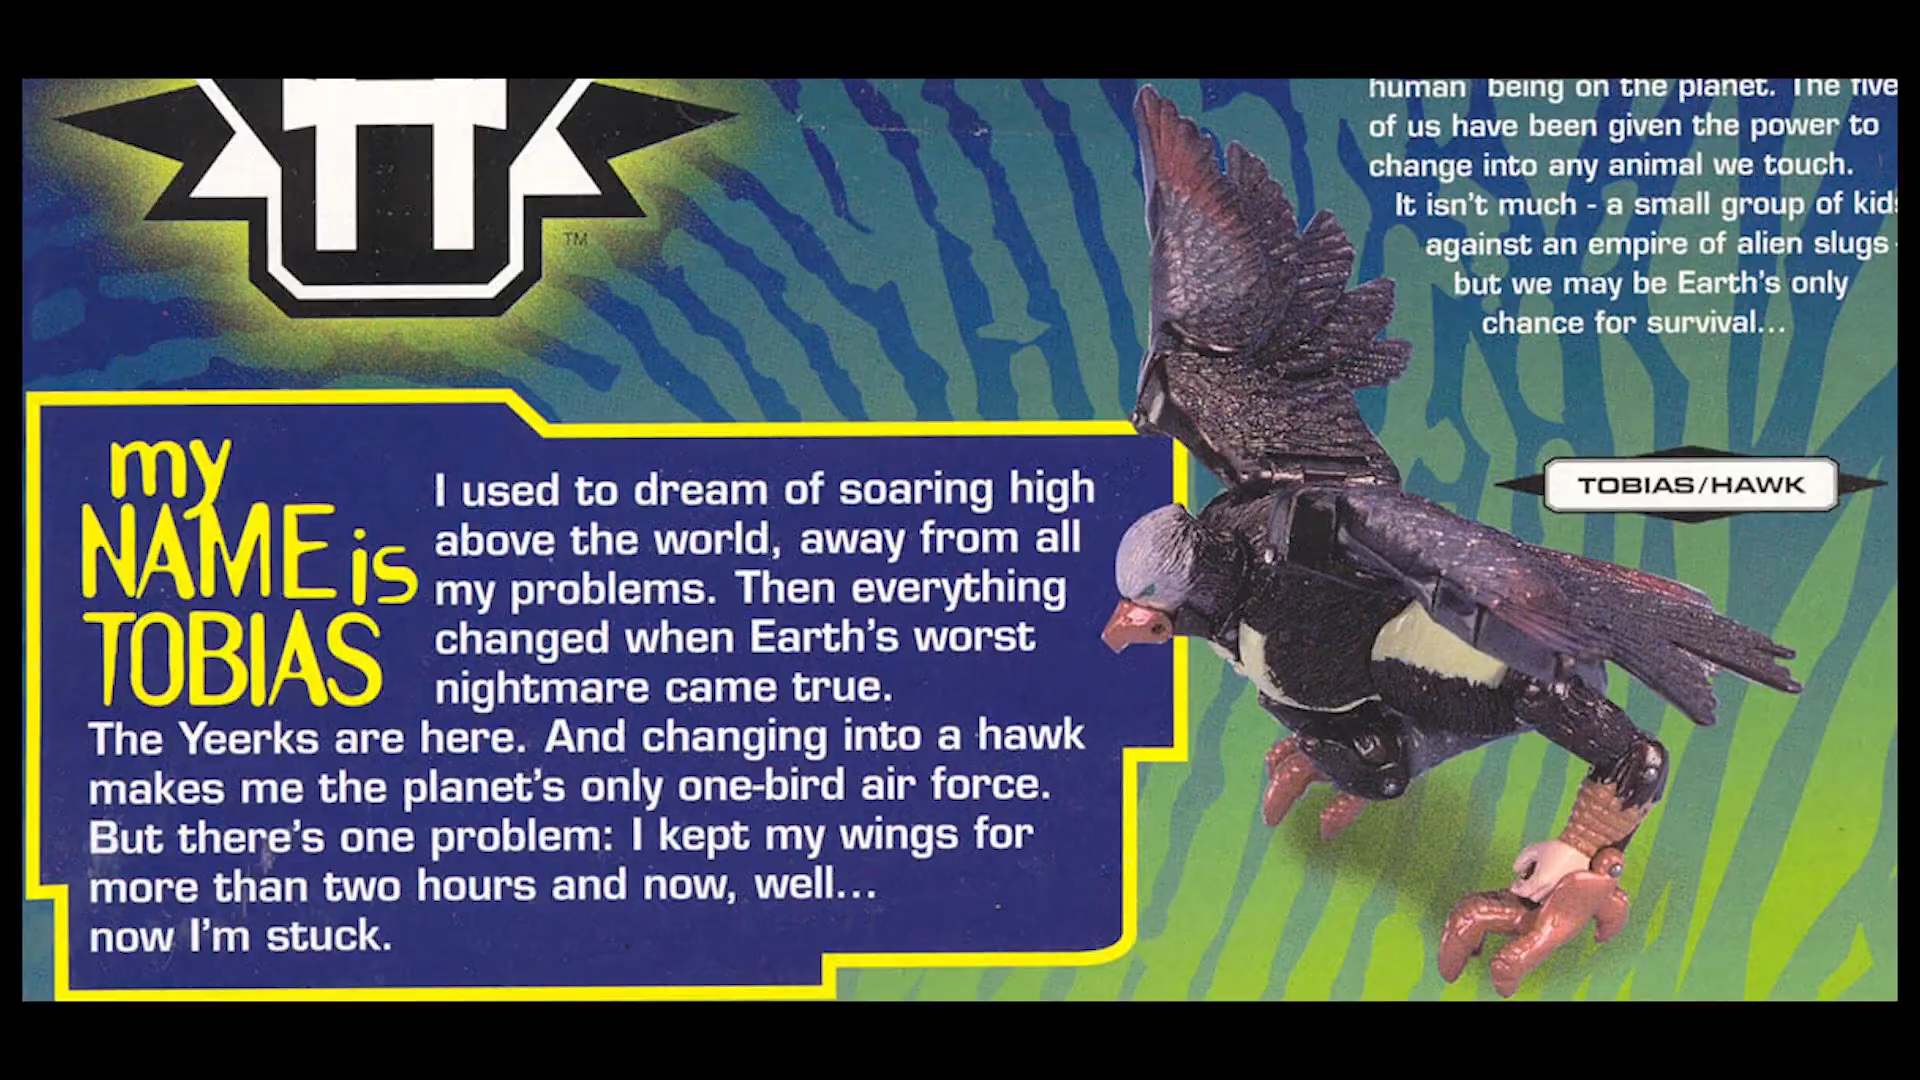 human being on the planet. The five
of us have been given the power to
change into any animal we touch.
It isn't much - a small group of kids
against an empire of alien slugs -
but we may be Earth's only
chance for survival...
TM
TOBIAS/HAWK
my
NAME is
TOBIAS
I used to dream of soaring high
above the world, away from all
my problems. Then everything
changed when Earth's worst
nightmare came true.
The Yeerks are here. And changing into a hawk
makes me the planet's only one-bird air force.
But there's one problem: I kept my wings for
more than two hours and now, well...
now I'm stuck.